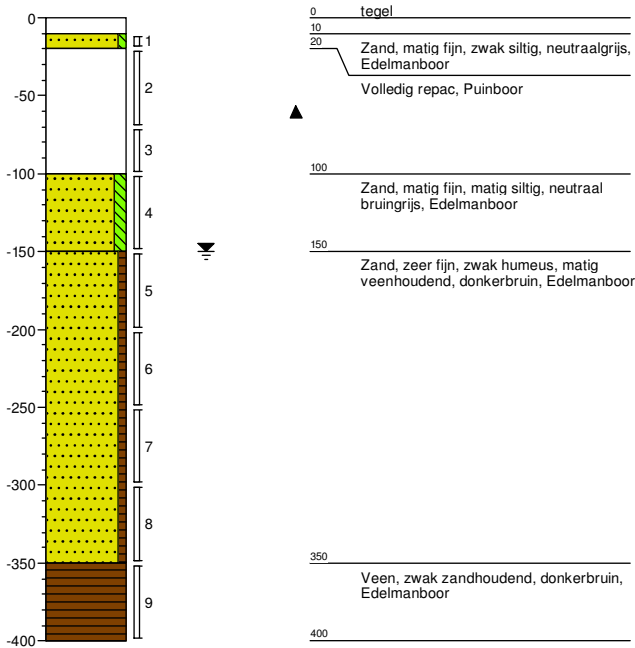 0
-50
-100
-150
-200
-250
-300
-350
-400
1
2
3
4
5
6
7
8
9
0 tegel
10
20
Zand, matig fijn, zwak siltig, neutraalgrijs,
Edelmanboor
Volledig repac, Puinboor
100
Zand, matig fijn, matig siltig, neutraal
bruingrijs, Edelmanboor
150
Zand, zeer fijn, zwak humeus, matig
veenhoudend, donkerbruin, Edelmanboor
350
Veen, zwak zandhoudend, donkerbruin,
Edelmanboor
400